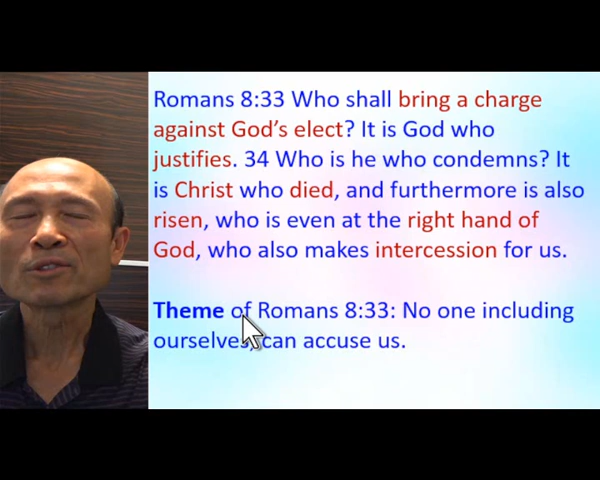 Romans 8:33 Who shall bring a charge
against God’s elect? It is God who
justifies. 34 Who is he who condemns? It
is Christ who died, and furthermore is also
risen, who is even at the right hand of
God, who also makes intercession for us.
Theme of Romans 8:33: No one including
ourselves, can accuse us.